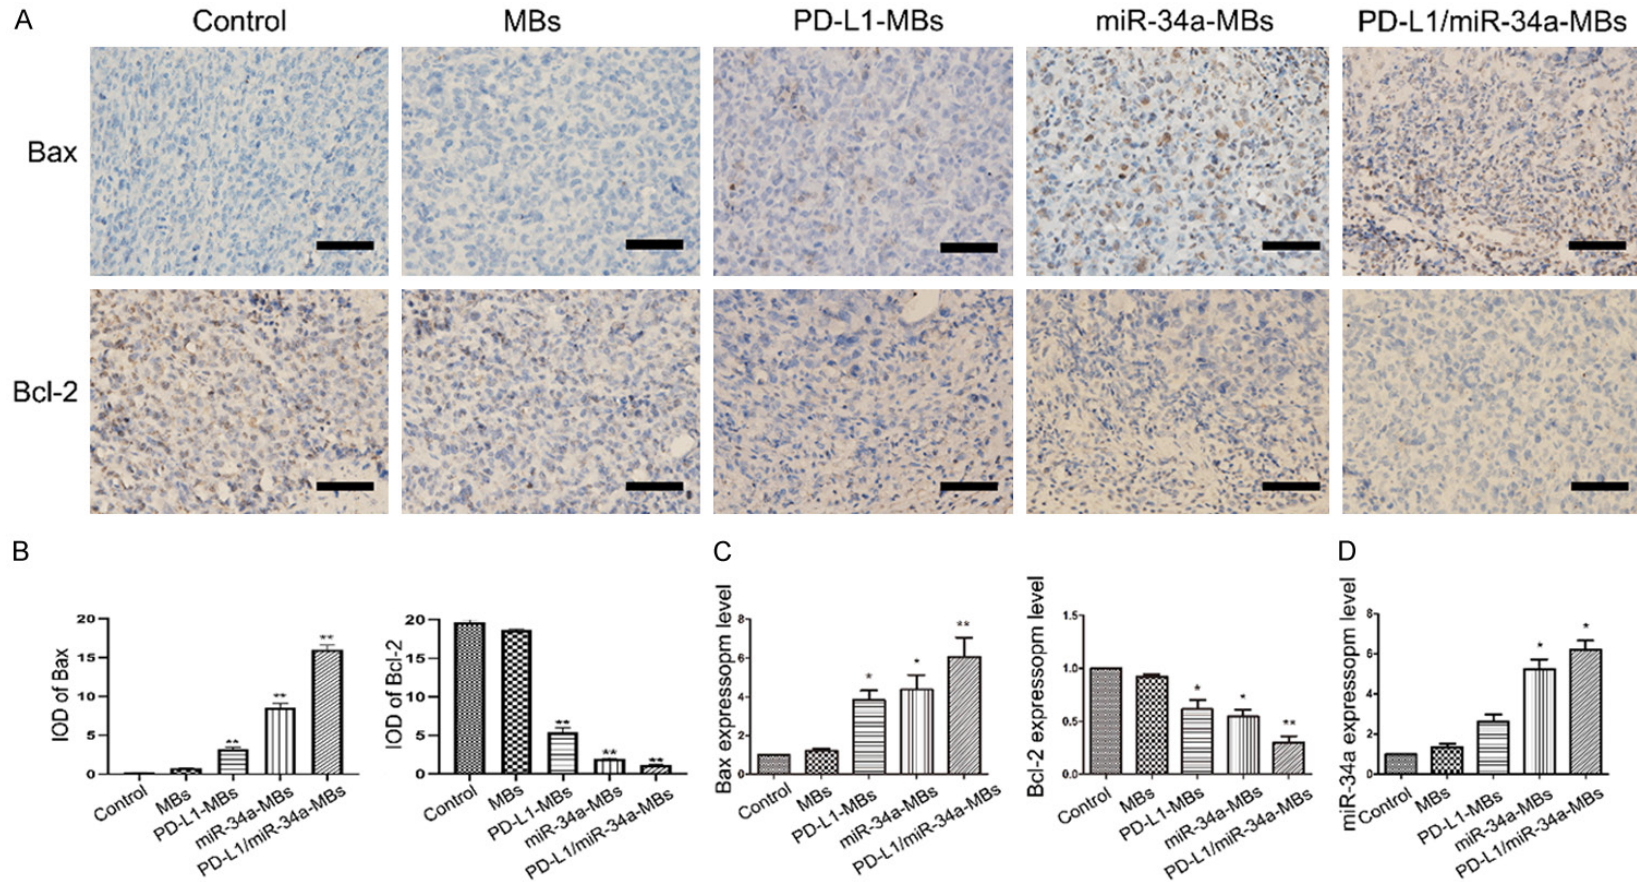 A
Control
MBs
PD-L1-MBs
miR-34a-MBs
PD-L1/miR-34a-MBs
Bax
Bcl-2
B
IOD of Bax
20
15
10
5
0
**
**
**
Control
MBs
PD-L1-MBs
miR-34a-MBs
PD-L1/miR-34a-MBs
IOD of Bcl-2
20
15
10
5
0
**
**
**
Control
MBs
PD-L1-MBs
miR-34a-MBs
PD-L1/miR-34a-MBs
C
Bax expressopm level
8
6
4
2
0
*
*
**
Control
MBs
PD-L1-MBs
miR-34a-MBs
PD-L1/miR-34a-MBs
Bcl-2 expressopm level
1.5
1.0
0.5
0.0
*
*
**
Control
MBs
PD-L1-MBs
miR-34a-MBs
PD-L1/miR-34a-MBs
D
miR-34a expressopm level
8
6
4
2
0
*
*
Control
MBs
PD-L1-MBs
miR-34a-MBs
PD-L1/miR-34a-MBs